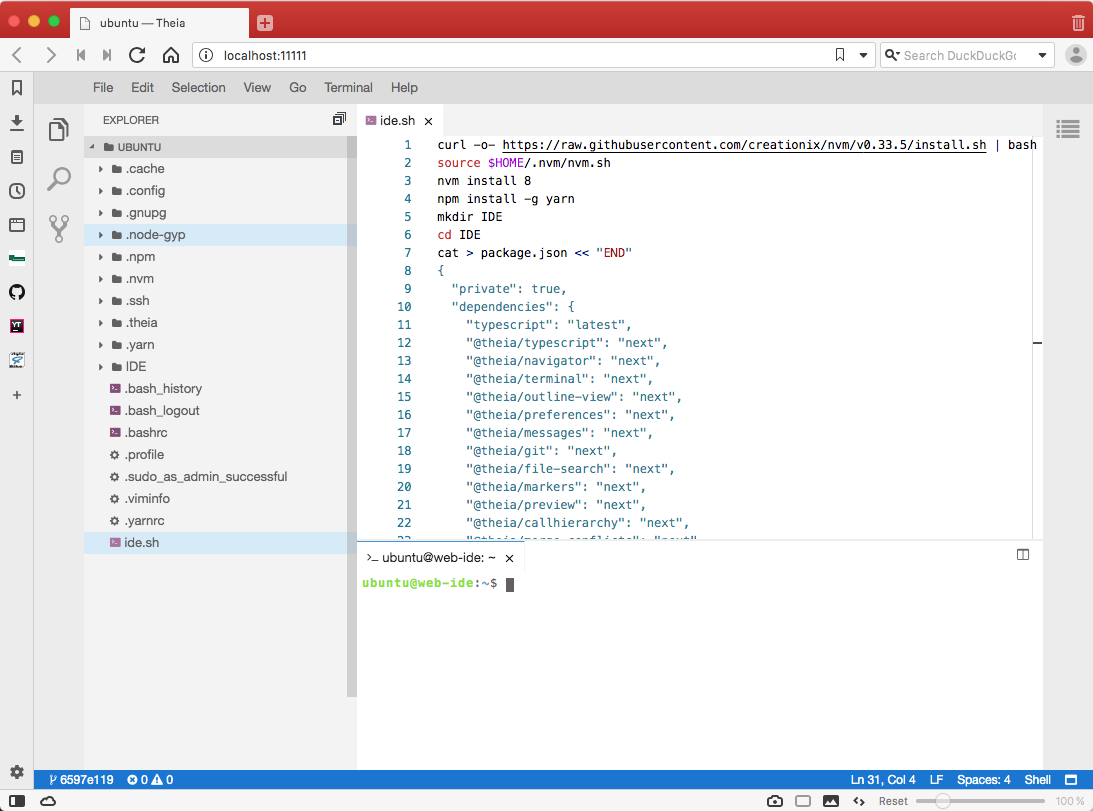 ubuntu — Theia
localhost:11111
Search DuckDuckGo
File Edit Selection View Go Terminal Help
EXPLORER
UBUNTU
.cache
.config
.gnupg
.node-gyp
.npm
.nvm
.ssh
.theia
.yarn
IDE
.bash_history
.bash_logout
.bashrc
.profile
.sudo_as_admin_successful
.viminfo
.yarnrc
ide.sh
ide.sh
1 curl -o- https://raw.githubusercontent.com/creationix/nvm/v0.33.5/install.sh | bash
2 source $HOME/.nvm/nvm.sh
3 nvm install 8
4 npm install -g yarn
5 mkdir IDE
6 cd IDE
7 cat > package.json << "END"
8 {
9 "private": true,
10 "dependencies": {
11 "typescript": "latest",
12 "@theia/typescript": "next",
13 "@theia/navigator": "next",
14 "@theia/terminal": "next",
15 "@theia/outline-view": "next",
16 "@theia/preferences": "next",
17 "@theia/messages": "next",
18 "@theia/git": "next",
19 "@theia/file-search": "next",
20 "@theia/markers": "next",
21 "@theia/preview": "next",
22 "@theia/callhierarchy": "next",
>_ ubuntu@web-ide: ~
ubuntu@web-ide:~$
YT
6597e119 0 0 Ln 31, Col 4 LF Spaces: 4 Shell
Reset 100 %